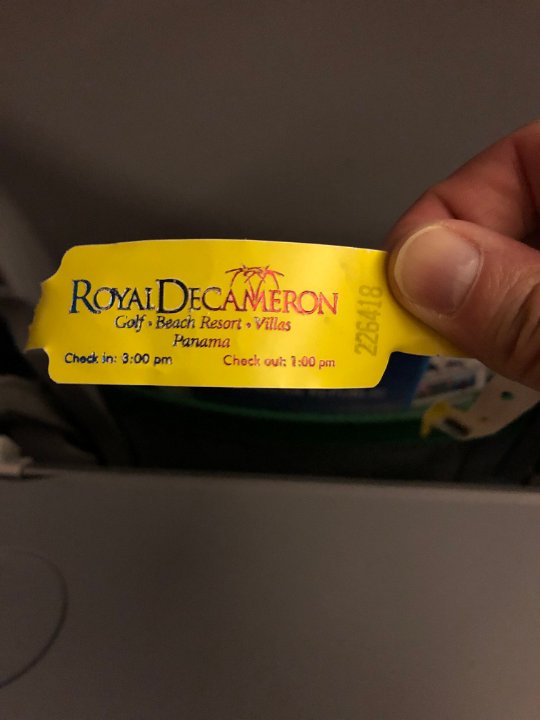 ROYAL DECAMERON
Golf • Beach Resort • Villas
Panama
Check in: 3:00 pm Check out: 1:00 pm
226418